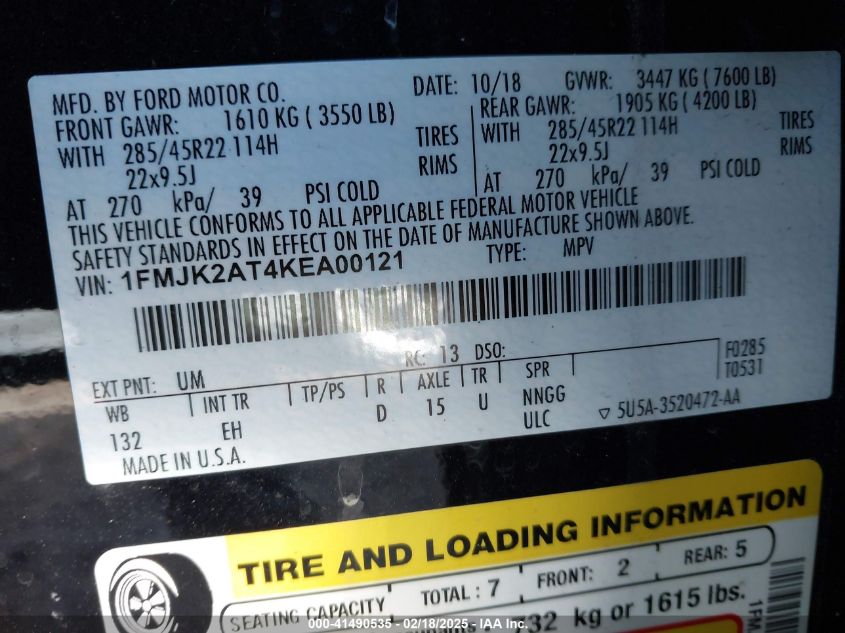 MFD. BY FORD MOTOR CO. DATE: 10/18 GVWR: 3447 KG ( 7600 LB)
FRONT GAWR: 1610 KG ( 3550 LB) REAR GAWR: 1905 KG ( 4200 LB)
WITH 285/45R22 114H TIRES WITH 285/45R22 114H TIRES
22x9.5J RIMS 22x9.5J RIMS
AT 270 kPa/ 39 PSI COLD AT 270 kPa/ 39 PSI COLD
THIS VEHICLE CONFORMS TO ALL APPLICABLE FEDERAL MOTOR VEHICLE
SAFETY STANDARDS IN EFFECT ON THE DATE OF MANUFACTURE SHOWN ABOVE.
VIN: 1FMJK2AT4KEA00121 TYPE: MPV
EXT PNT: UM RC: 13 DSO: F0285
T0531
WB INT TR TP/PS R AXLE TR SPR
132 EH D 15 U NNGG
ULC ▽ 5U5A-3520472-AA
MADE IN U.S.A.
TIRE AND LOADING INFORMATION
SEATING CAPACITY TOTAL: 7 FRONT: 2 REAR: 5
732 kg or 1615 lbs.
1FM
000-41490535 - 02/18/2025 - IAA Inc.